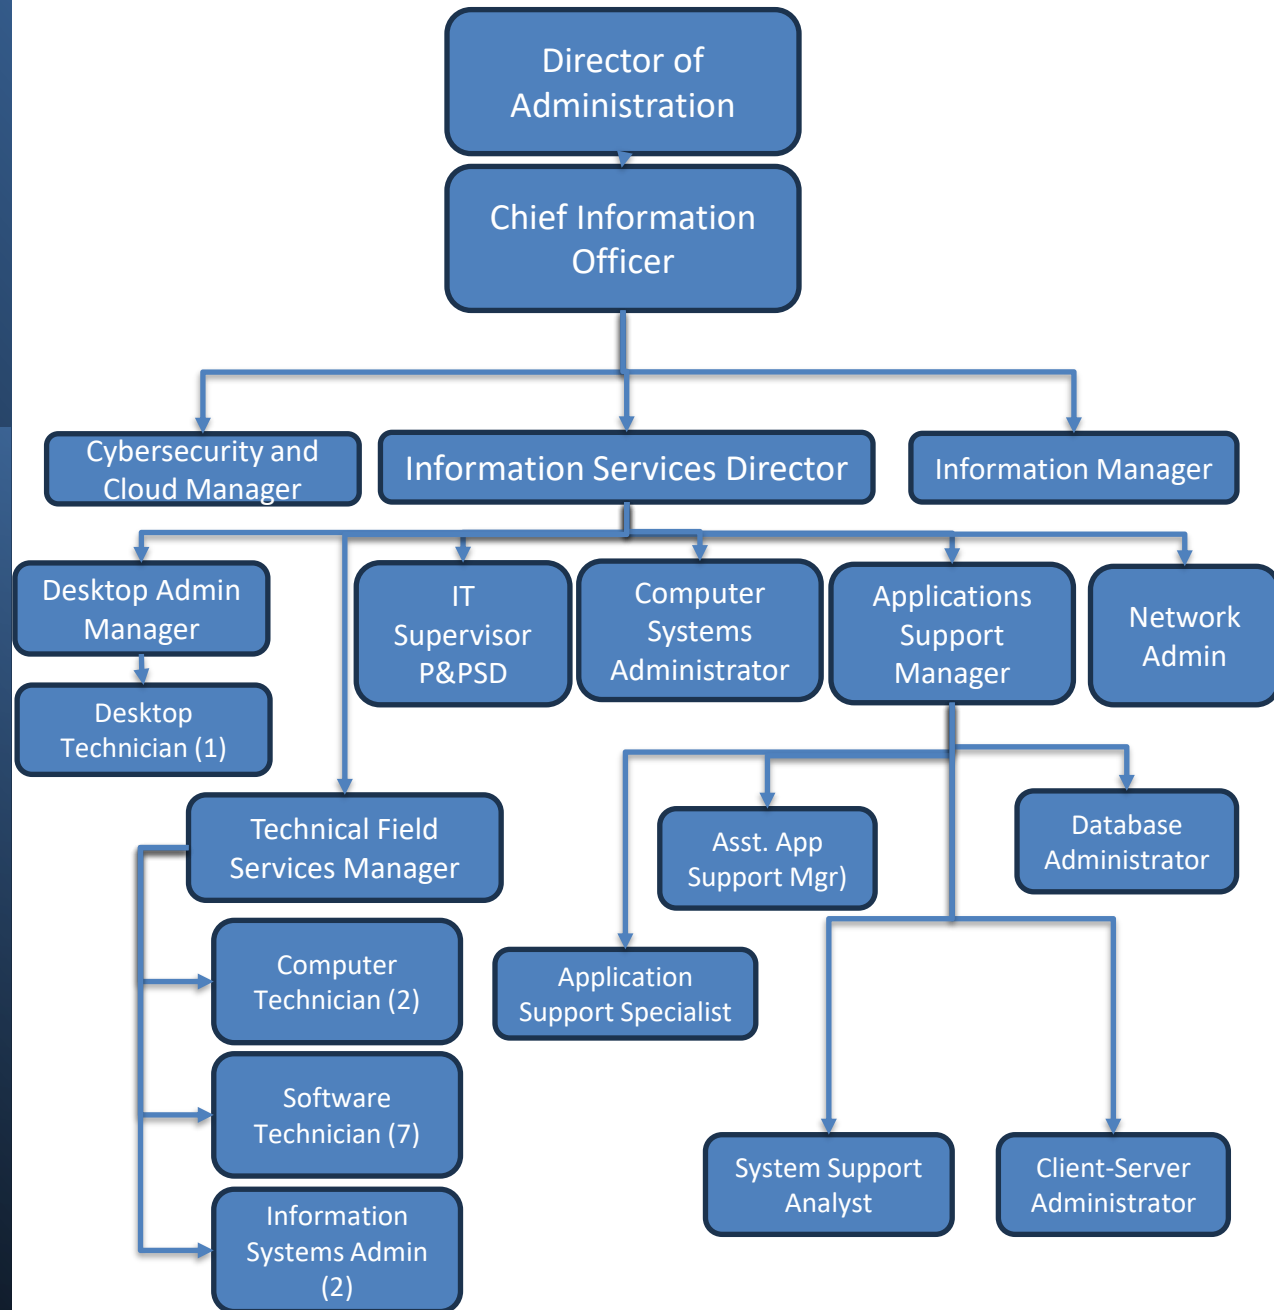 Director of
Administration
Chief Information
Officer
Cybersecurity and
Cloud Manager
Information Services Director
Information Manager
Desktop Admin
Manager
IT
Supervisor
P&PSD
Computer
Systems
Administrator
Applications
Support
Manager
Network
Admin
Desktop
Technician (1)
Technical Field
Services Manager
Asst. App
Support Mgr)
Database
Administrator
Computer
Technician (2)
Application
Support Specialist
Software
Technician (7)
System Support
Analyst
Client-Server
Administrator
Information
Systems Admin
(2)